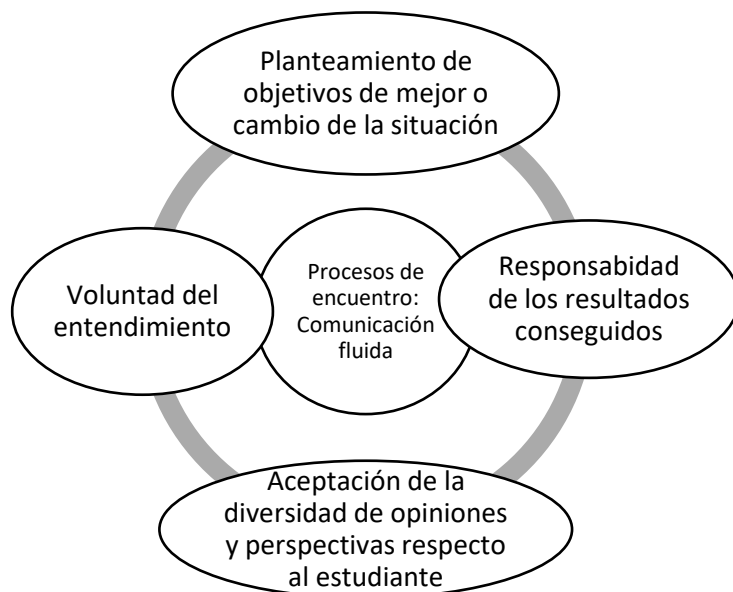 Planteamiento de
objetivos de mejor o
cambio de la situación
Voluntad del
entendimiento
Procesos de
encuentro:
Comunicación
fluida
Responsabidad
de los resultados
conseguidos
Aceptación de la
diversidad de opiniones
y perspectivas respecto
al estudiante